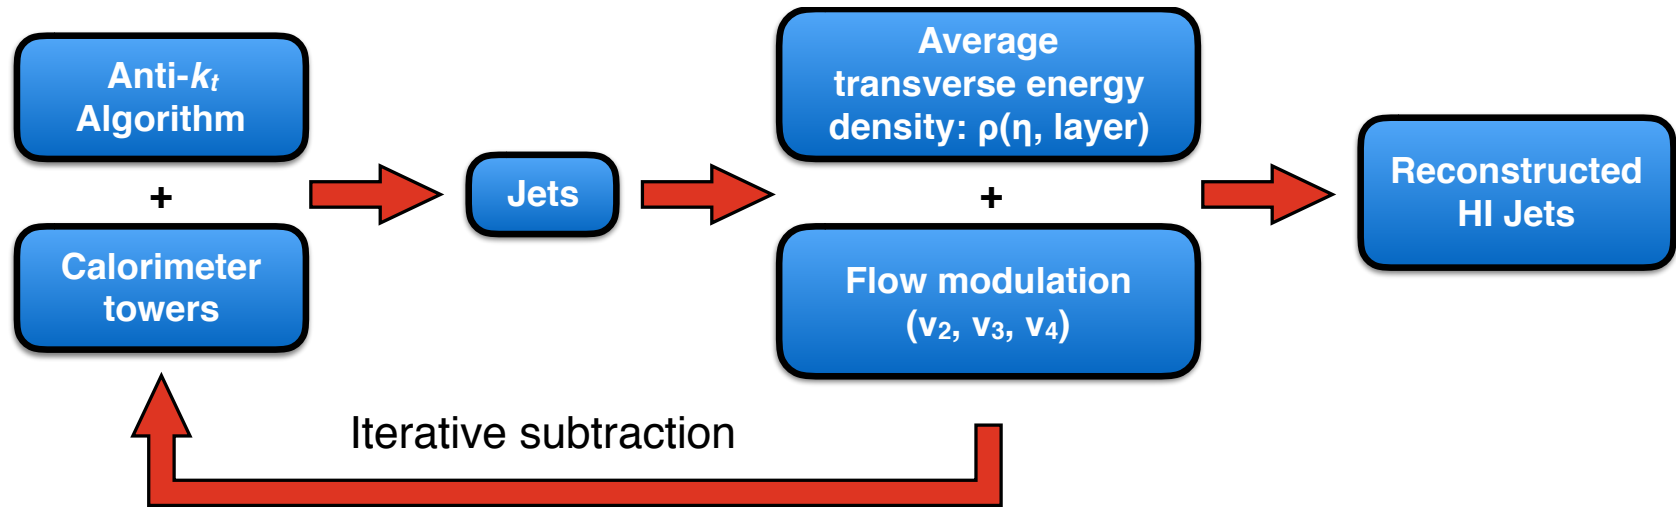 Anti-kt
Algorithm
+
Calorimeter
towers
Jets
Average
transverse energy
density: ρ(η, layer)
+
Flow modulation
(v2, v3, v4)
Reconstructed
HI Jets
Iterative subtraction